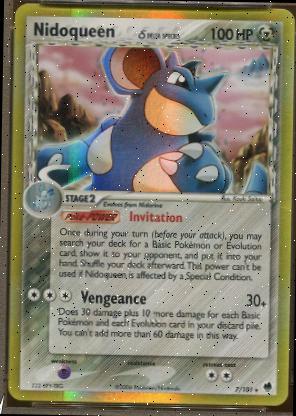 Nidoqueen δ DELTA SPECIES 100 HP
STAGE 2 Evolves from Nidorina
POKé-POWER Invitation
Once during your turn (before your attack), you may
search your deck for a Basic Pokémon or Evolution
card, show it to your opponent, and put it into your
hand. Shuffle your deck afterward. This power can't be
used if Nidoqueen is affected by a Special Condition.
Vengeance 30+
Does 30 damage plus 10 more damage for each Basic
Pokémon and each Evolution card in your discard pile.
You can't add more than 60 damage in this way.
weakness resistance retreat cost
7/101